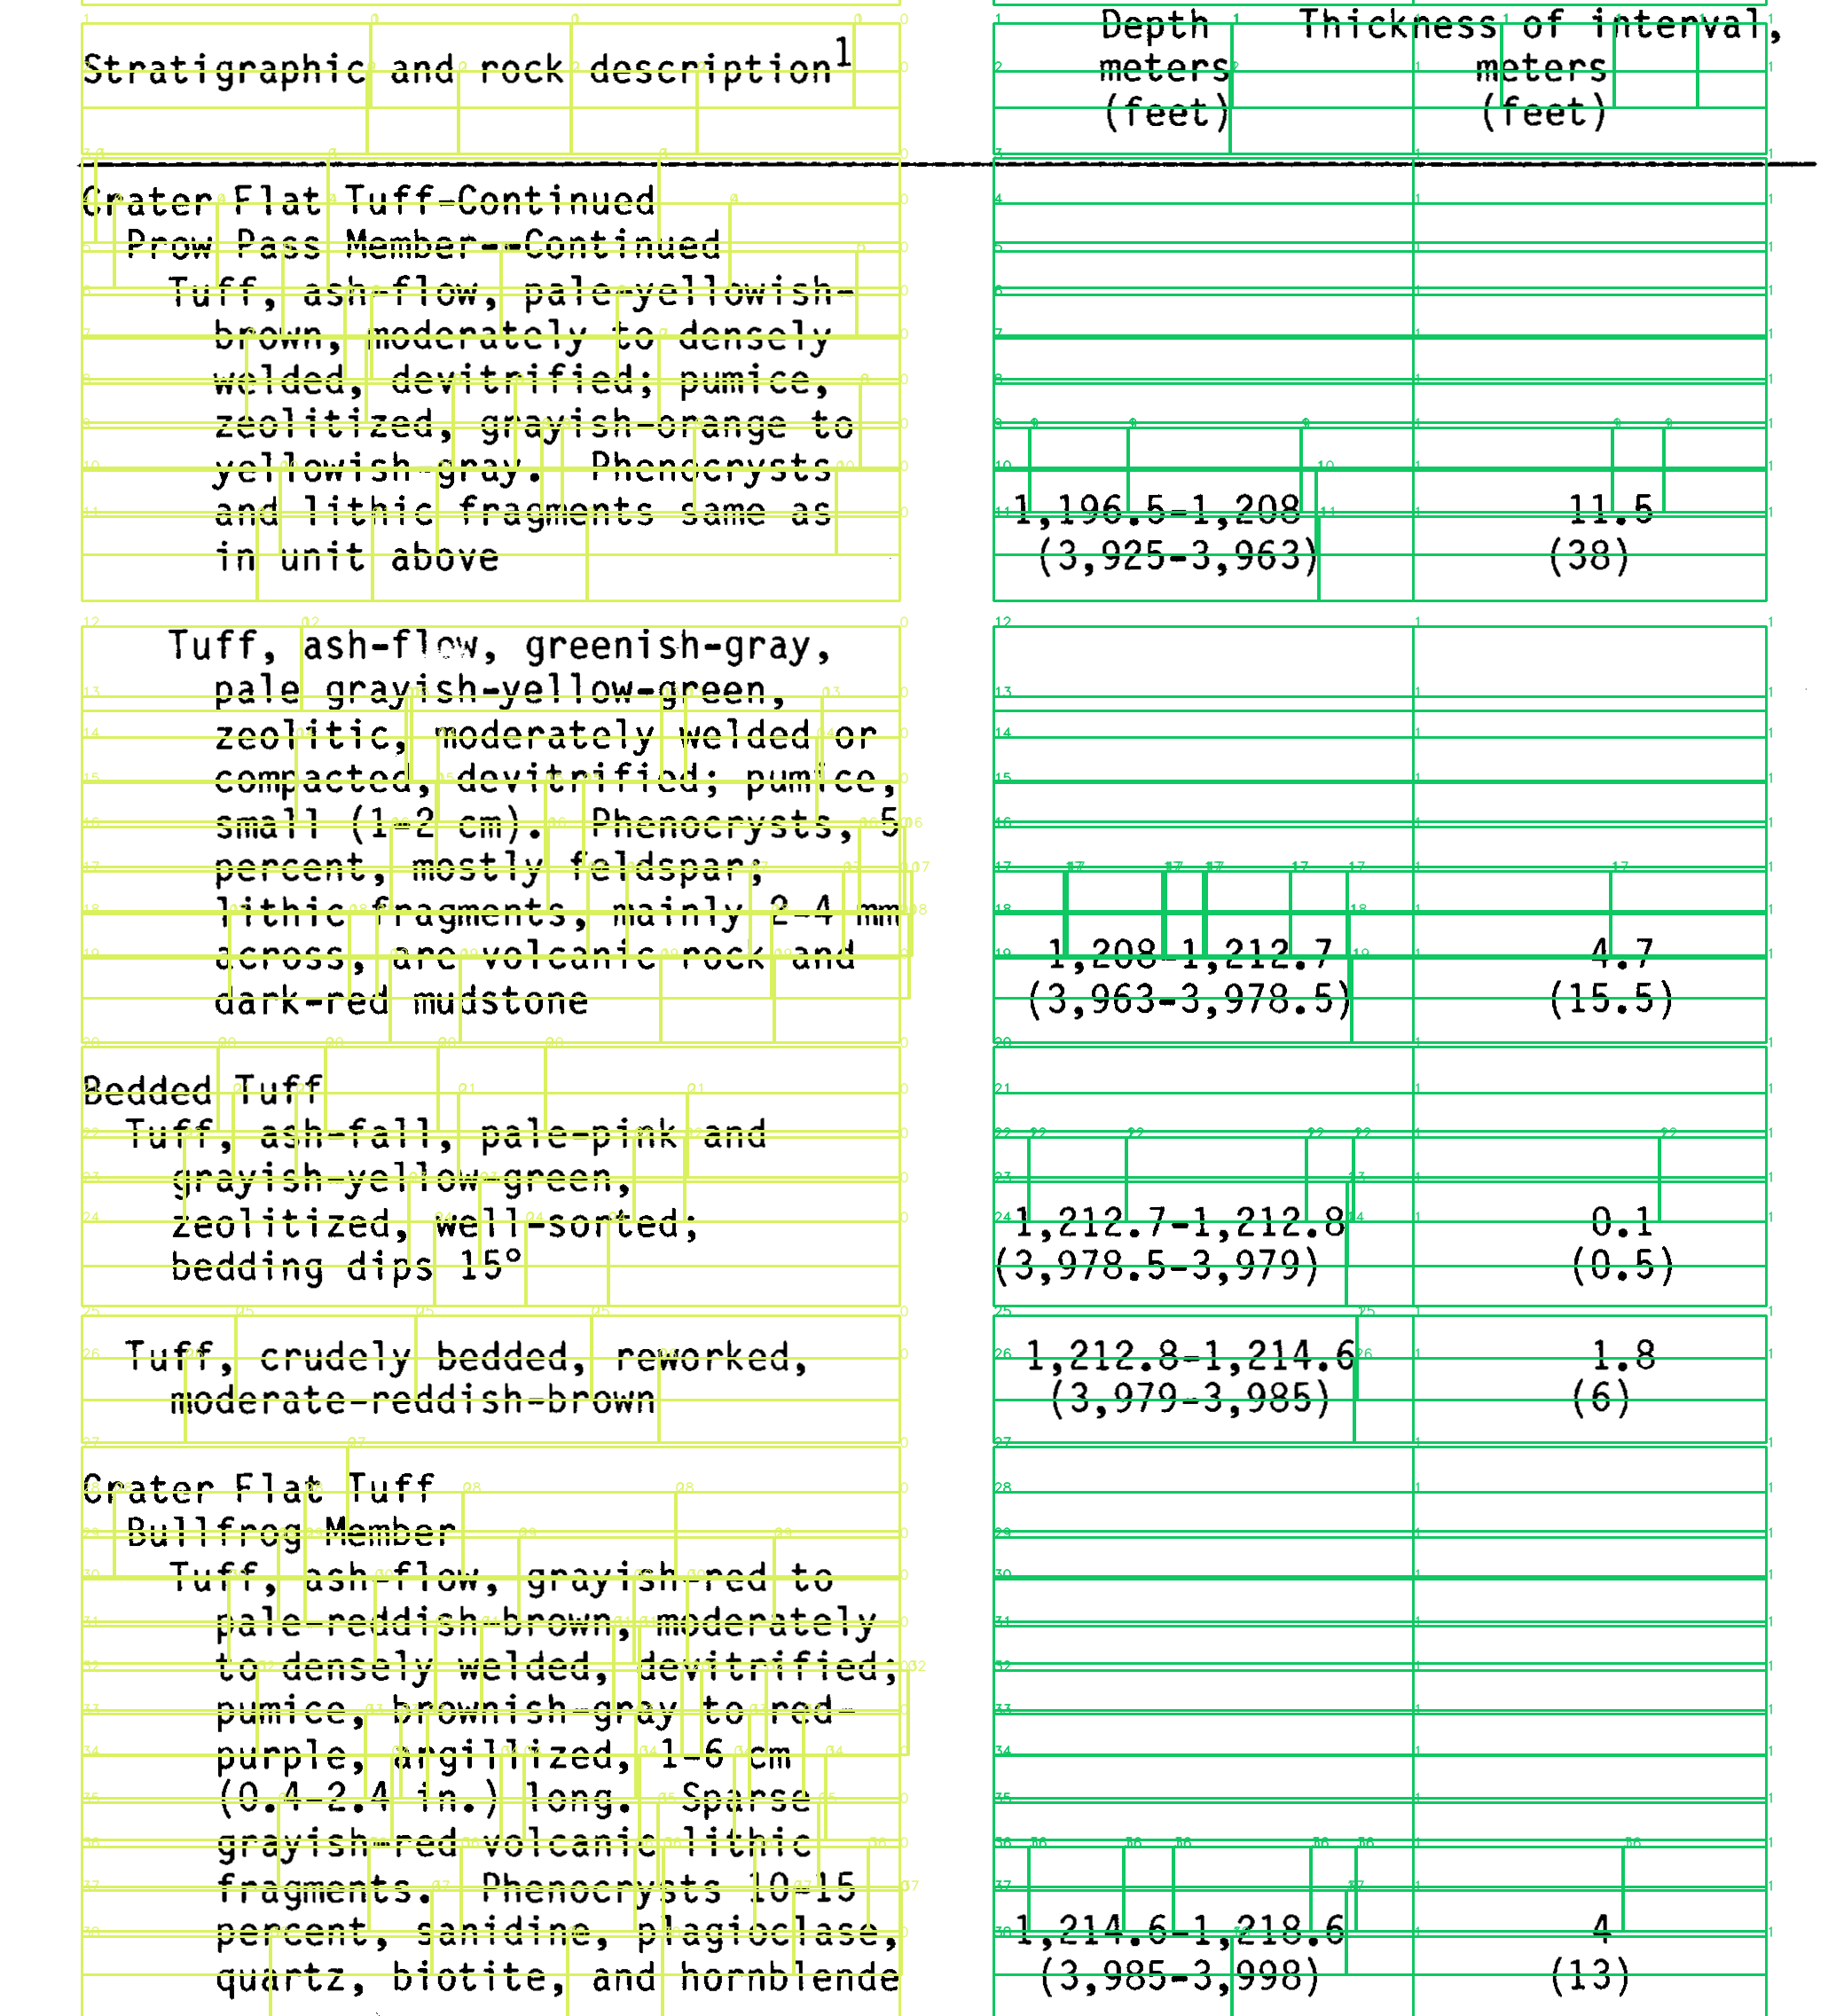 Depth Thickness of interval,
Stratigraphic and rock description1 meters meters
(feet) (feet)
Crater Flat Tuff-Continued
Prow Pass Member--Continued
Tuff, ash-flow, pale-yellowish-
brown, moderately to densely
welded, devitrified; pumice,
zeolitized, grayish-orange to
yellowish-gray. Phenocrysts
and lithic fragments same as 1,196.5-1,208 11.5
in unit above (3,925-3,963) (38)
Tuff, ash-flow, greenish-gray,
pale grayish-yellow-green,
zeolitic, moderately welded or
compacted, devitrified; pumice,
small (1-2 cm). Phenocrysts, 5
percent, mostly feldspar;
lithic fragments, mainly 2-4 mm
across, are volcanic rock and 1,208-1,212.7 4.7
dark-red mudstone (3,963-3,978.5) (15.5)
Bedded Tuff
Tuff, ash-fall, pale-pink and
grayish-yellow-green,
zeolitized, well-sorted; 1,212.7-1,212.8 0.1
bedding dips 15° (3,978.5-3,979) (0.5)
Tuff, crudely bedded, reworked, 1,212.8-1,214.6 1.8
moderate-reddish-brown (3,979-3,985) (6)
Crater Flat Tuff
Bullfrog Member
Tuff, ash-flow, grayish-red to
pale-reddish-brown, moderately
to densely welded, devitrified;
pumice, brownish-gray to red-
purple, argillized, 1-6 cm
(0.4-2.4 in.) long. Sparse
grayish-red volcanic lithic
fragments. Phenocrysts 10-15
percent, sanidine, plagioclase, 1,214.6-1,218.6 4
quartz, biotite, and hornblende (3,985-3,998) (13)